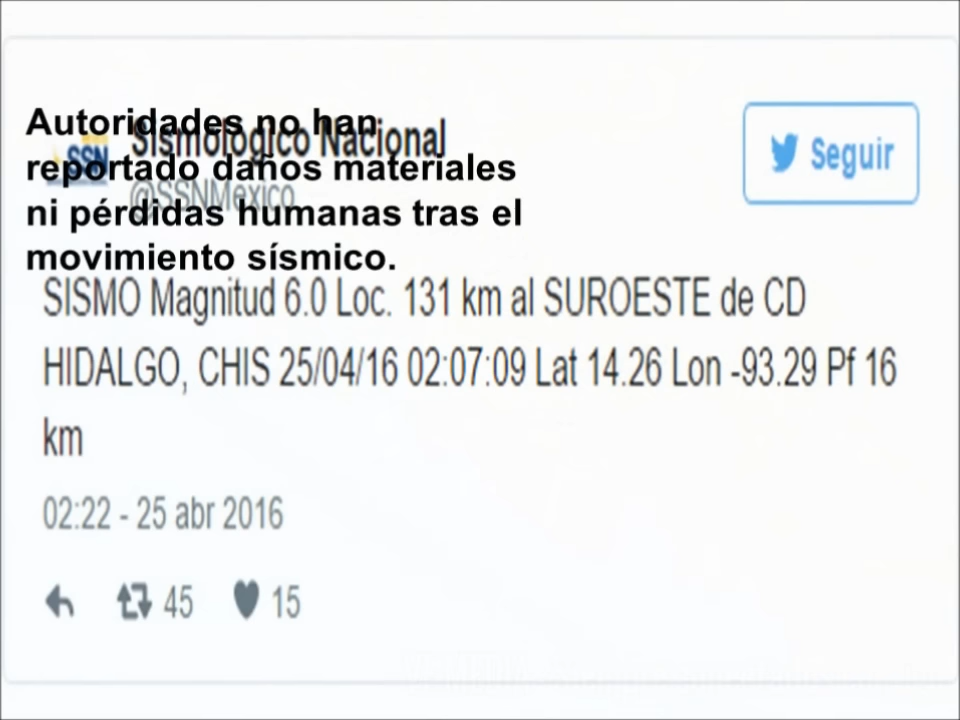 Autoridades no han
reportado daños materiales
ni pérdidas humanas tras el
movimiento sísmico.
SSN
Sismológico Nacional
@SSNMexico
Seguir
SISMO Magnitud 6.0 Loc. 131 km al SUROESTE de CD
HIDALGO, CHIS 25/04/16 02:07:09 Lat 14.26 Lon -93.29 Pf 16
km
02:22 - 25 abr 2016
45 15